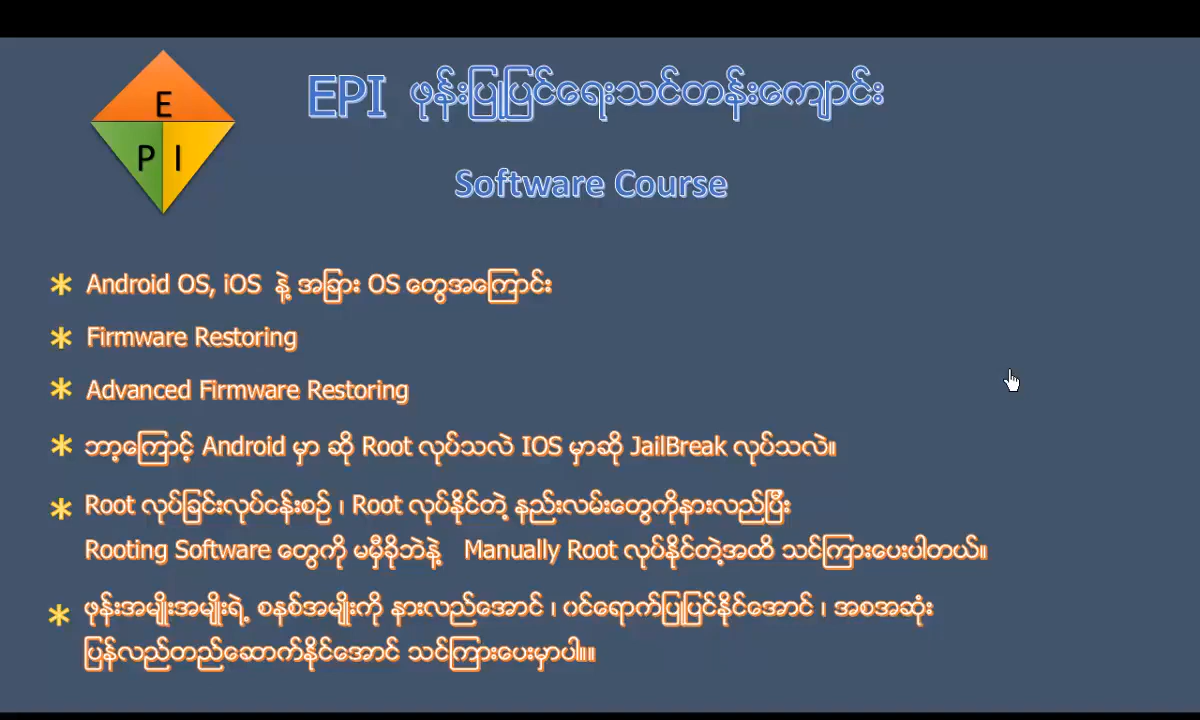 E
P I
EPI ဖုန်းပြုပြင်ရေးသင်တန်းကျောင်း
Software Course
* Android OS, iOS နဲ့ အခြား OS တွေအကြောင်း
* Firmware Restoring
* Advanced Firmware Restoring
* ဘာ့ကြောင့် Android မှာ ဆို Root လုပ်သလဲ IOS မှာဆို JailBreak လုပ်သလဲ။
* Root လုပ်ခြင်းလုပ်ငန်းစဉ် ၊ Root လုပ်နိုင်တဲ့ နည်းလမ်းတွေကိုနားလည်ပြီး
Rooting Software တွေကို မမှီခိုဘဲနဲ့ Manually Root လုပ်နိုင်တဲ့အထိ သင်ကြားပေးပါတယ်။
* ဖုန်းအမျိုးအမျိုးရဲ့ စနစ်အမျိုးကို နားလည်အောင် ၊ ဝင်ရောက်ပြုပြင်နိုင်အောင် ၊ အစအဆုံး
ပြန်လည်တည်ဆောက်နိုင်အောင် သင်ကြားပေးမှာပါ။။